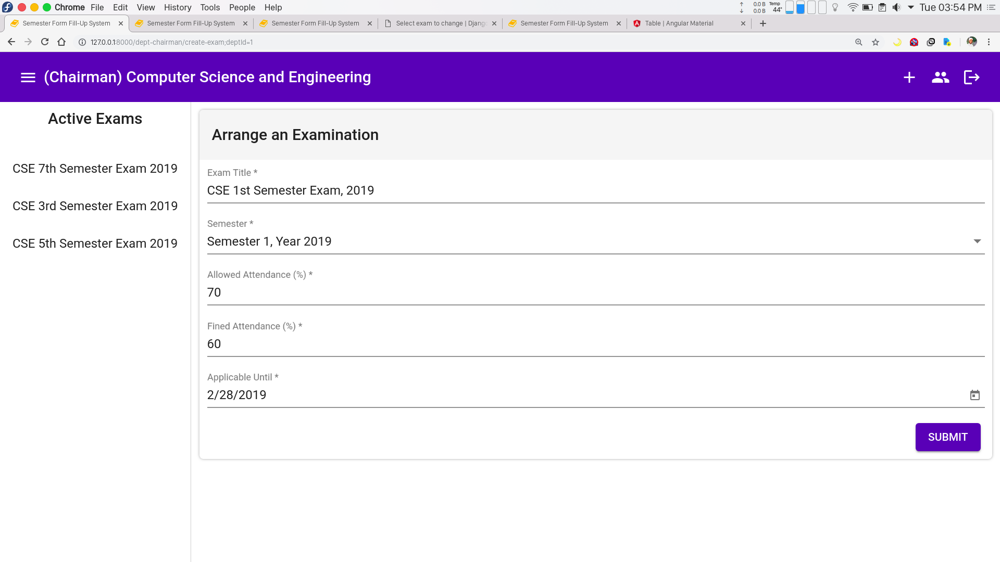 Chrome File Edit View History Tools People Help 0.0 B 0.0 B Temp 44° Tue 03:54 PM
Semester Form Fill-Up System Semester Form Fill-Up System Semester Form Fill-Up System Select exam to change | Django Semester Form Fill-Up System Table | Angular Material
127.0.0.1:8000/dept-chairman/create-exam;deptId=1
(Chairman) Computer Science and Engineering
Active Exams
CSE 7th Semester Exam 2019
CSE 3rd Semester Exam 2019
CSE 5th Semester Exam 2019
Arrange an Examination
Exam Title *
CSE 1st Semester Exam, 2019
Semester *
Semester 1, Year 2019
Allowed Attendance (%) *
70
Fined Attendance (%) *
60
Applicable Until *
2/28/2019
SUBMIT